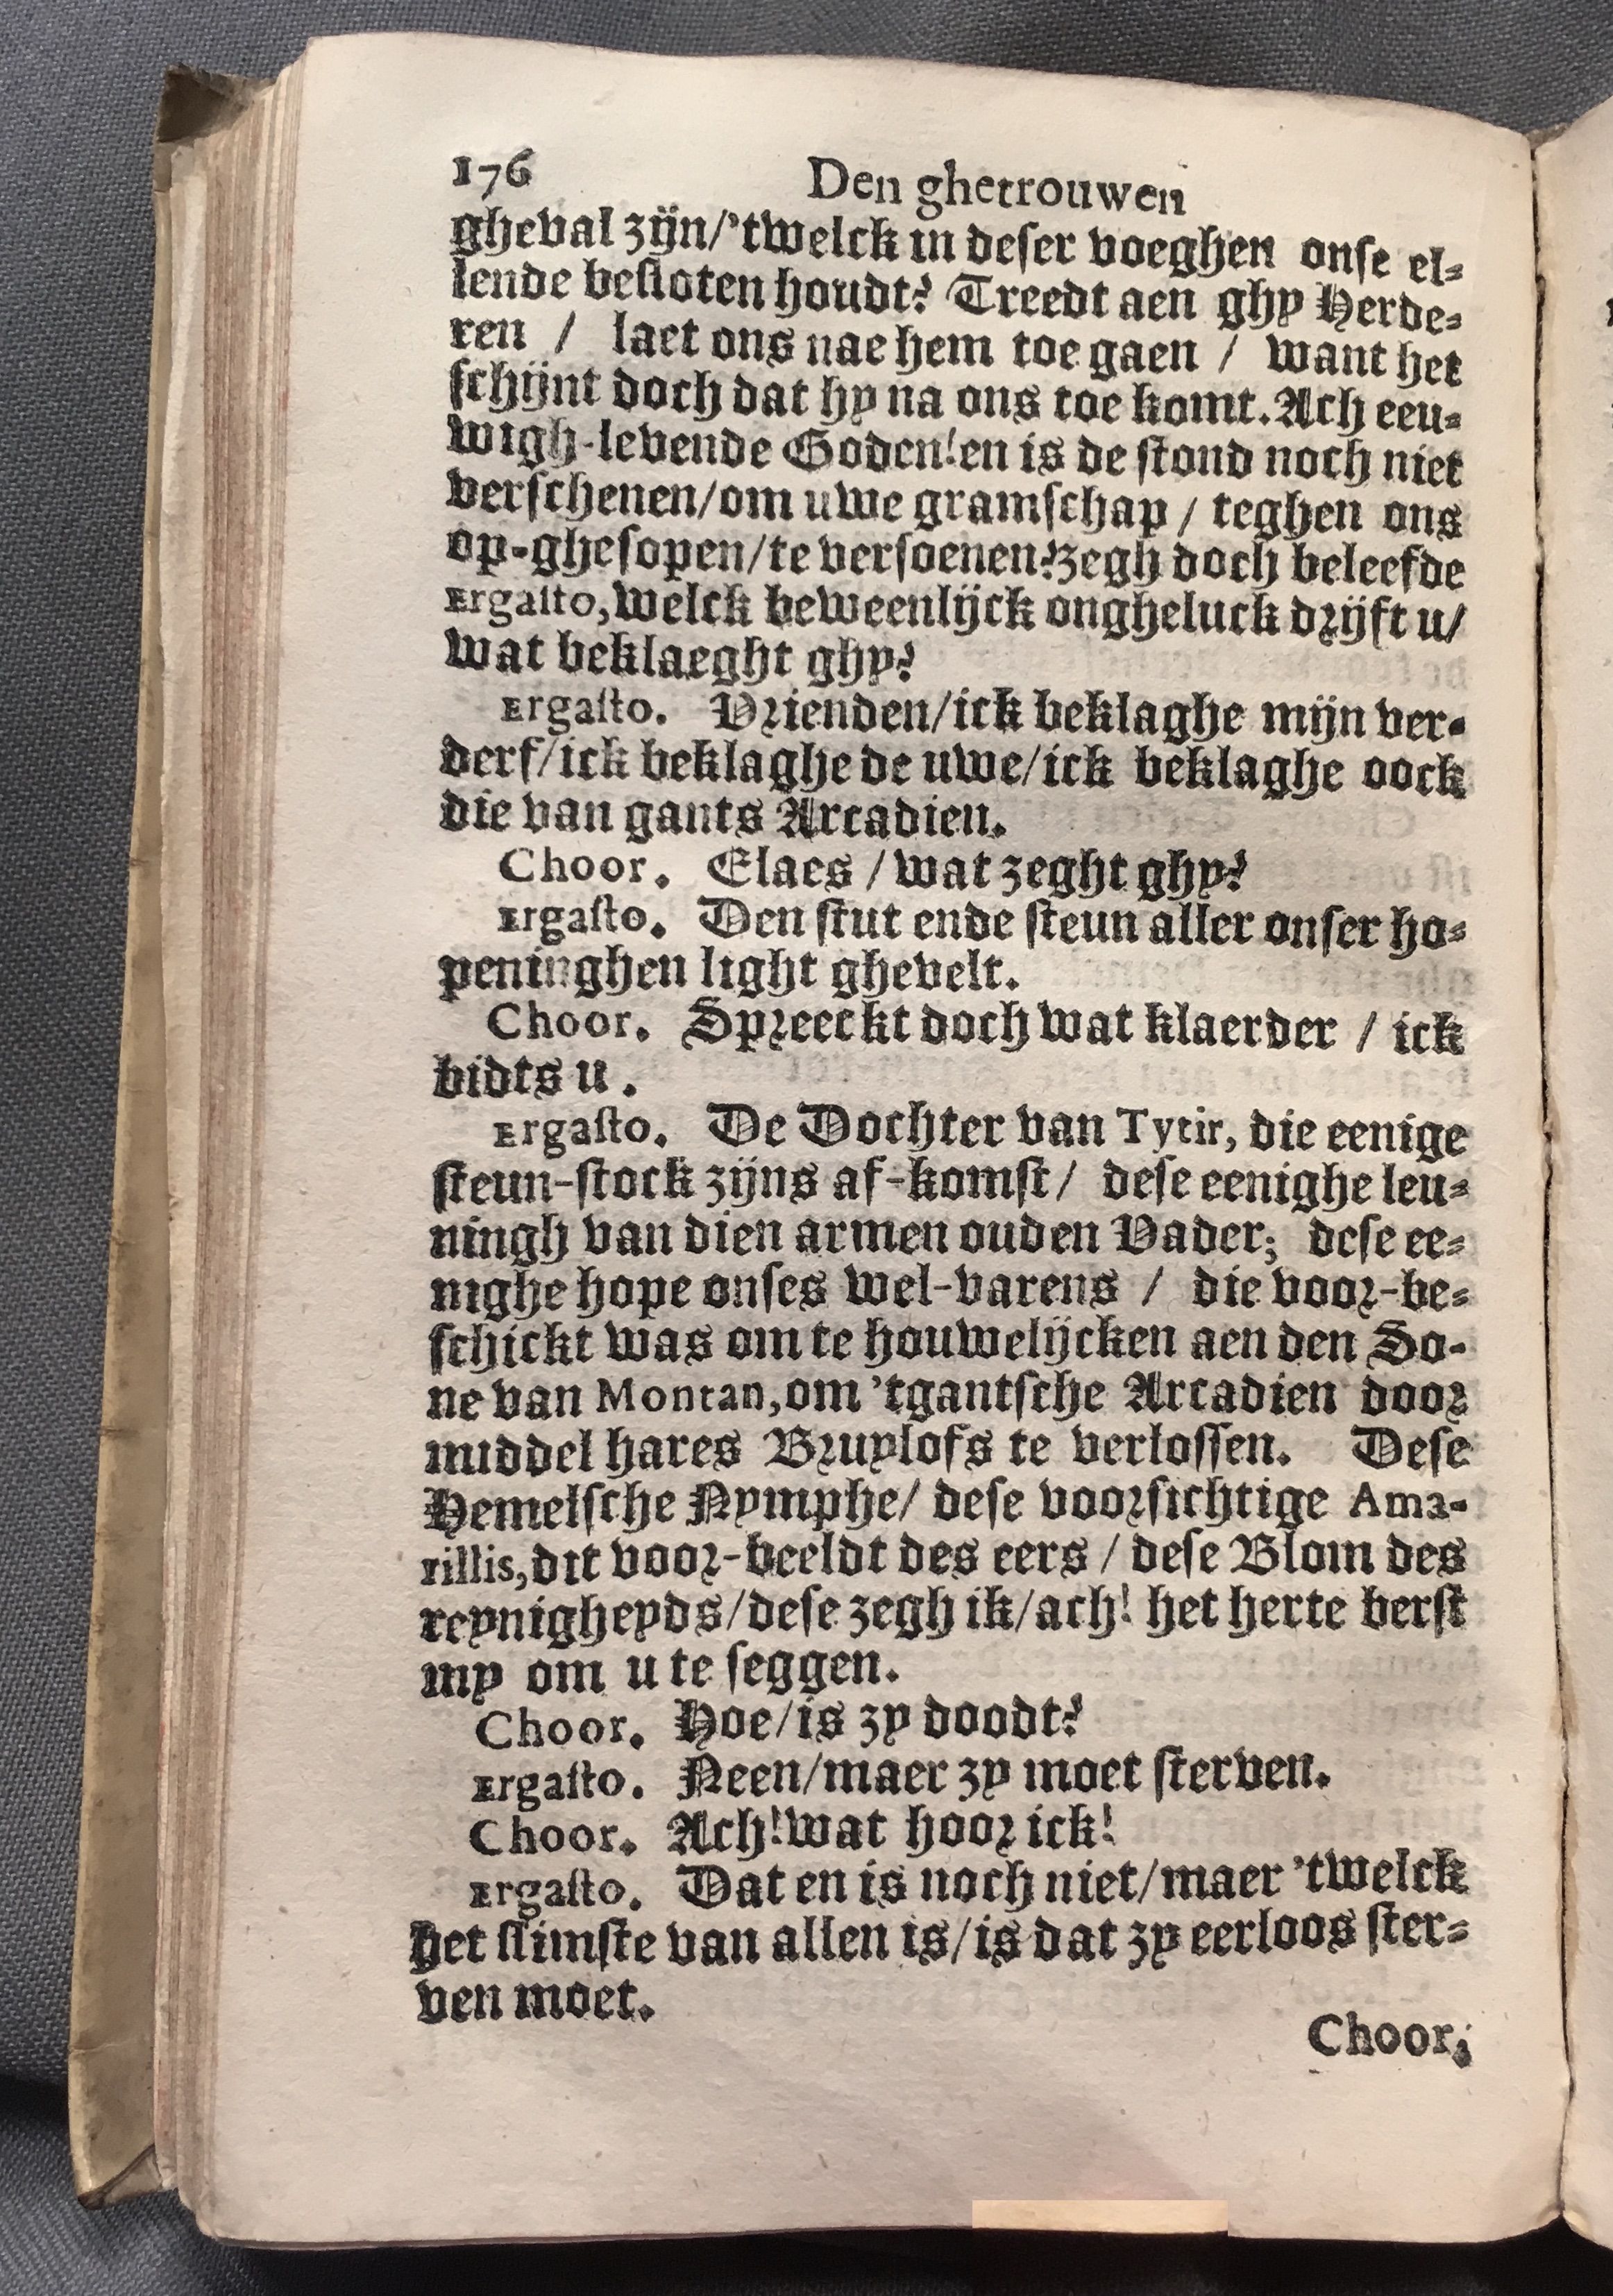 176 Den ghetrouwen
gheval zijn/'twelck in deser voeghen onse el-
lende besloten houdt? Treedt aen ghy Herde-
ren / laet ons nae hem toe gaen / want het
schijnt doch dat hy na ons toe komt. Ach eeu-
wigh-levende Goden! en is de stond noch niet
verschenen/om uwe gramschap / teghen ons
op-ghesopen/te versoenen? zegh doch beleefde
Ergasto, welck beweenlijck ongheluck drijft u/
wat beklaeght ghy?
Ergasto. Vrienden/ick beklaghe mijn ver-
derf/ick beklaghe de uwe/ick beklaghe oock
die van gants Arcadien.
Choor. Elaes / wat zeght ghy?
Ergasto. Den stut ende steun aller onser ho-
peninghen light ghevelt.
Choor. Spreeckt doch wat klaerder / ick
bidts u.
Ergasto. De Dochter van Tytir, die eenige
steun-stock zijns af-komst/ dese eenighe leu-
ningh van dien armen ouden Vader; dese ee-
nighe hope onses wel-varens / die voor-be-
schickt was om te houwelijcken aen den So-
ne van Montan, om 'tgantsche Arcadien door
middel hares Bruylofs te verlossen. Dese
Hemelsche Nymphe/ dese voorsichtige Ama-
rillis, dit voor-beeldt des eers / dese Blom des
reynigheyds/dese zegh ik/ach! het herte berst
my om u te seggen.
Choor. Hoe/is zy doodt?
Ergasto. Neen/maer zy moet sterven.
Choor. Ach! wat hoor ick!
Ergasto. Dat en is noch niet/maer 'twelck
het slimste van allen is/is dat zy eerloos ster-
ven moet.
Choor;